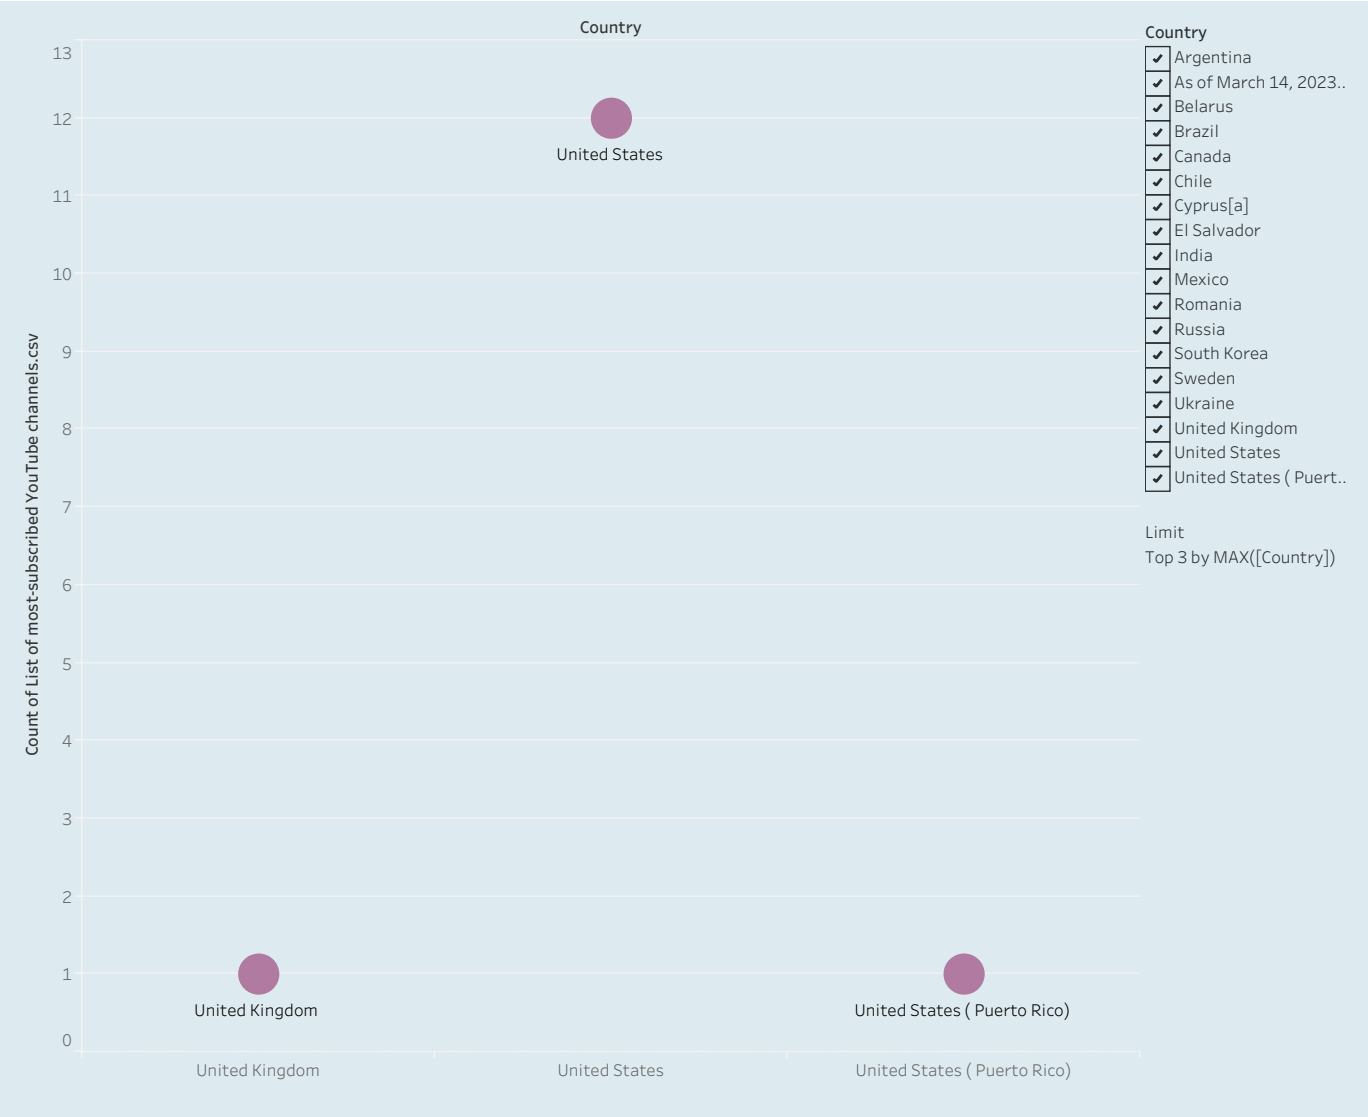 Country
13
12
11
10
9
8
7
6
5
4
3
2
1
0
Count of List of most-subscribed YouTube channels.csv
United States
United Kingdom
United States ( Puerto Rico)
United Kingdom
United States
United States ( Puerto Rico)
Country
Argentina
As of March 14, 2023..
Belarus
Brazil
Canada
Chile
Cyprus[a]
El Salvador
India
Mexico
Romania
Russia
South Korea
Sweden
Ukraine
United Kingdom
United States
United States ( Puert..
Limit
Top 3 by MAX([Country])